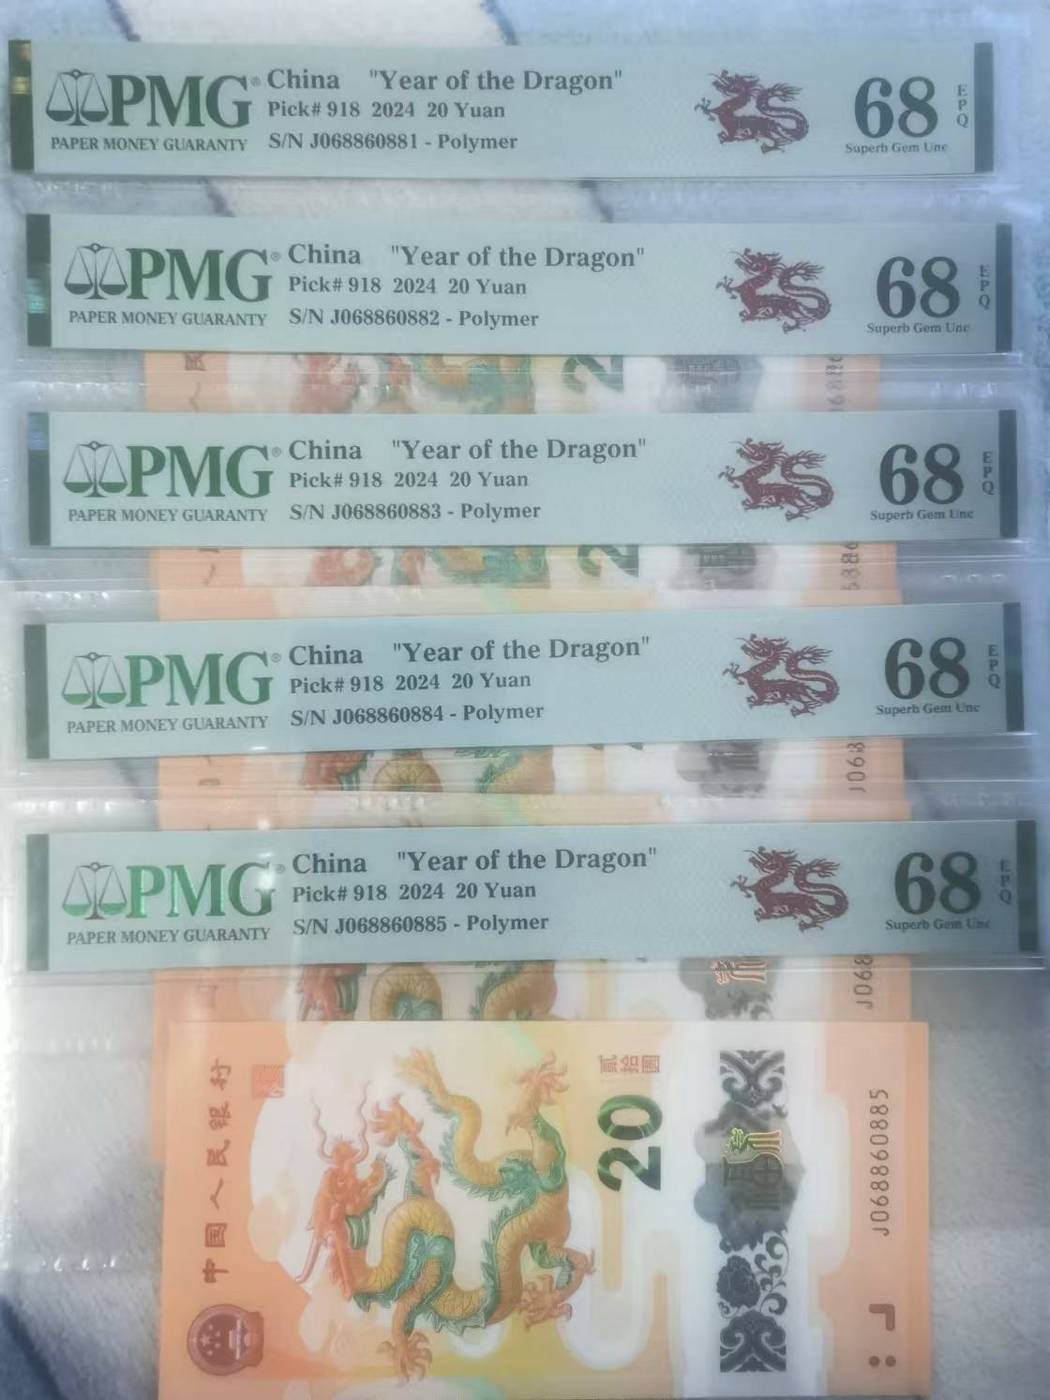 PMG®
PAPER MONEY GUARANTY
China "Year of the Dragon"
Pick# 918 2024 20 Yuan
S/N J068860881 - Polymer
68
EPQ
Superb Gem Unc
PMG®
PAPER MONEY GUARANTY
China "Year of the Dragon"
Pick# 918 2024 20 Yuan
S/N J068860882 - Polymer
68
EPQ
Superb Gem Unc
PMG®
PAPER MONEY GUARANTY
China "Year of the Dragon"
Pick# 918 2024 20 Yuan
S/N J068860883 - Polymer
68
EPQ
Superb Gem Unc
PMG®
PAPER MONEY GUARANTY
China "Year of the Dragon"
Pick# 918 2024 20 Yuan
S/N J068860884 - Polymer
68
EPQ
Superb Gem Unc
J068
PMG®
PAPER MONEY GUARANTY
China "Year of the Dragon"
Pick# 918 2024 20 Yuan
S/N J068860885 - Polymer
68
EPQ
Superb Gem Unc
J068
中国人民银行
贰拾圆
20
福
J068860885